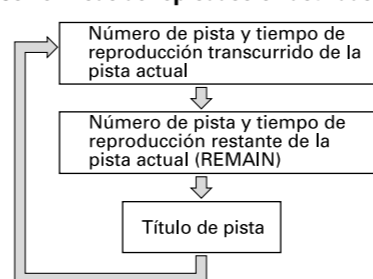 Número de pista y tiempo de
reproducción transcurrido de la
pista actual
Número de pista y tiempo de
reproducción restante de la
pista actual (REMAIN)
Título de pista